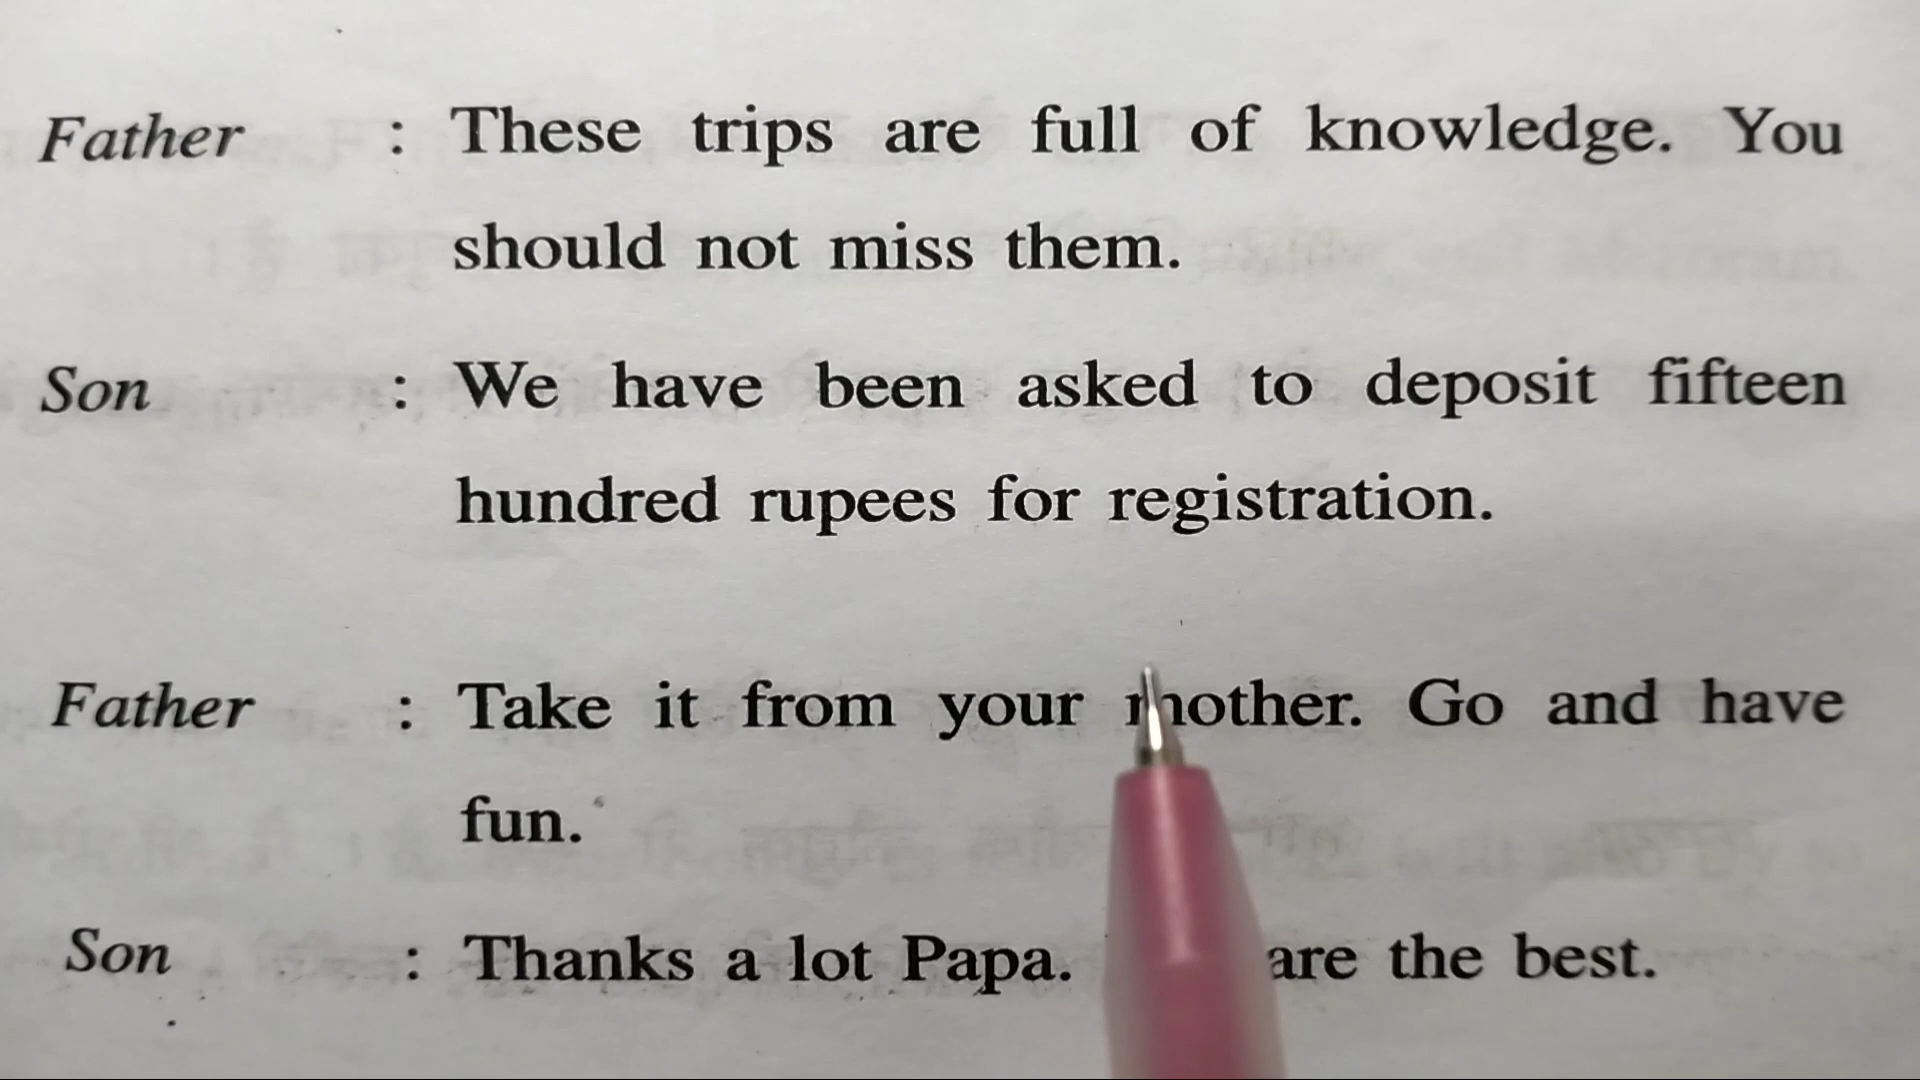 Father : These trips are full of knowledge. You
should not miss them.
Son : We have been asked to deposit fifteen
hundred rupees for registration.
Father : Take it from your mother. Go and have
fun.
Son : Thanks a lot Papa. are the best.